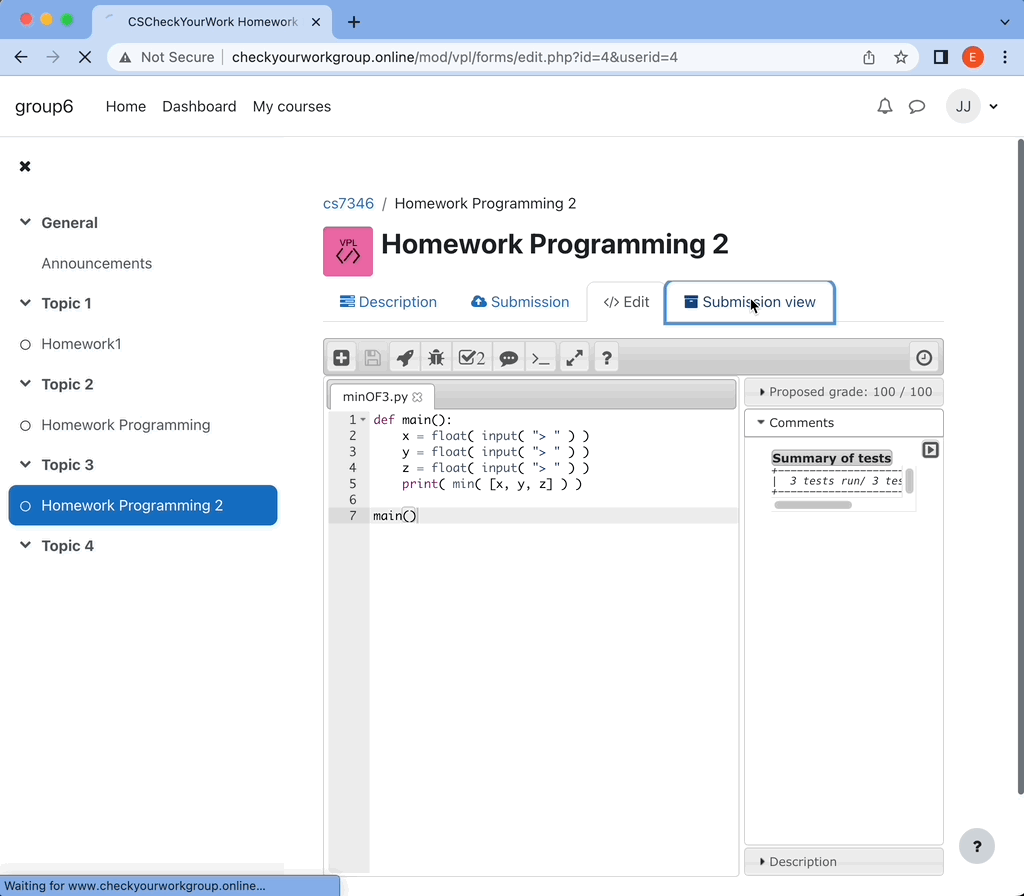 CSCheckYourWork Homework
Not Secure checkyourworkgroup.online/mod/vpl/forms/edit.php?id=4&userid=4
E
group6 Home Dashboard My courses
JJ
General
Announcements
Topic 1
Homework1
Topic 2
Homework Programming
Topic 3
Homework Programming 2
Topic 4
cs7346 / Homework Programming 2
VPL
Homework Programming 2
Description Submission </> Edit Submission view
2 >_ ?
minOF3.py
1 def main():
2 x = float( input( "> " ) )
3 y = float( input( "> " ) )
4 z = float( input( "> " ) )
5 print( min( [x, y, z] ) )
6
7 main()
Proposed grade: 100 / 100
Comments
Summary of tests
+------------------
| 3 tests run/ 3 tes
+------------------
Description
?
Waiting for www.checkyourworkgroup.online...